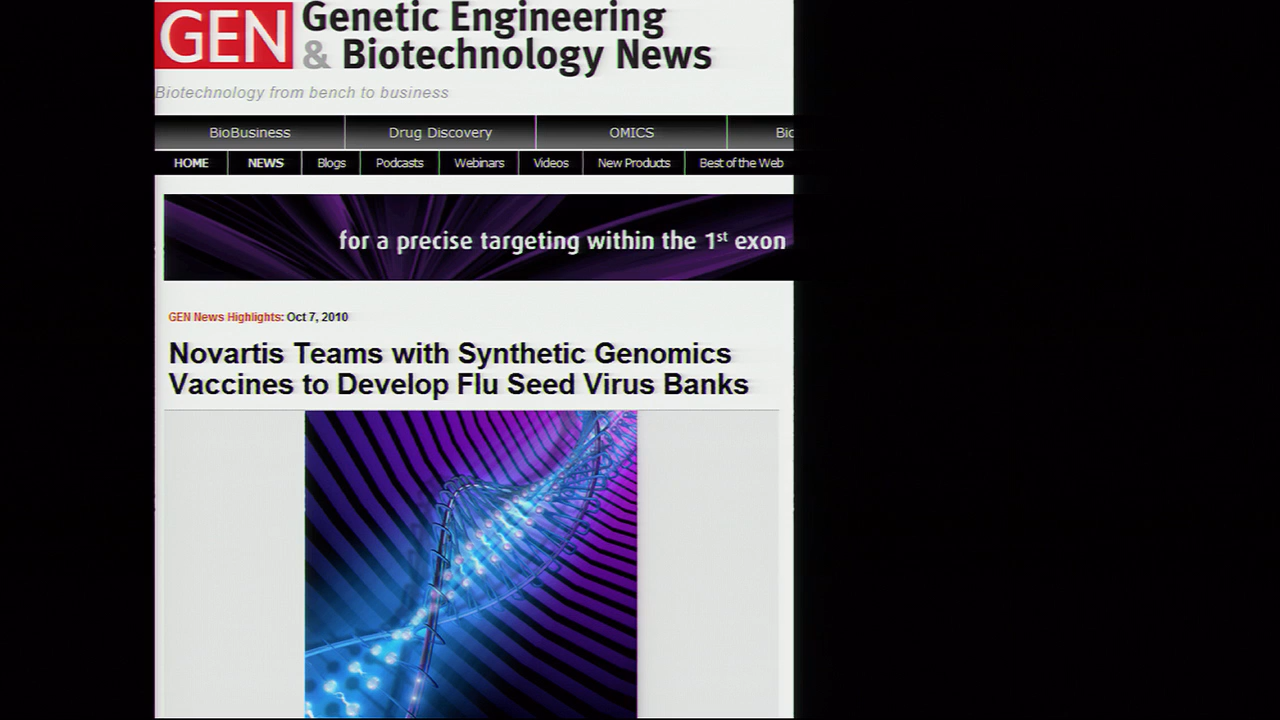 GEN Genetic Engineering
& Biotechnology News
Biotechnology from bench to business
BioBusiness Drug Discovery OMICS
HOME NEWS Blogs Podcasts Webinars Videos New Products Best of the Web
for a precise targeting within the 1st exon
GEN News Highlights: Oct 7, 2010
Novartis Teams with Synthetic Genomics
Vaccines to Develop Flu Seed Virus Banks